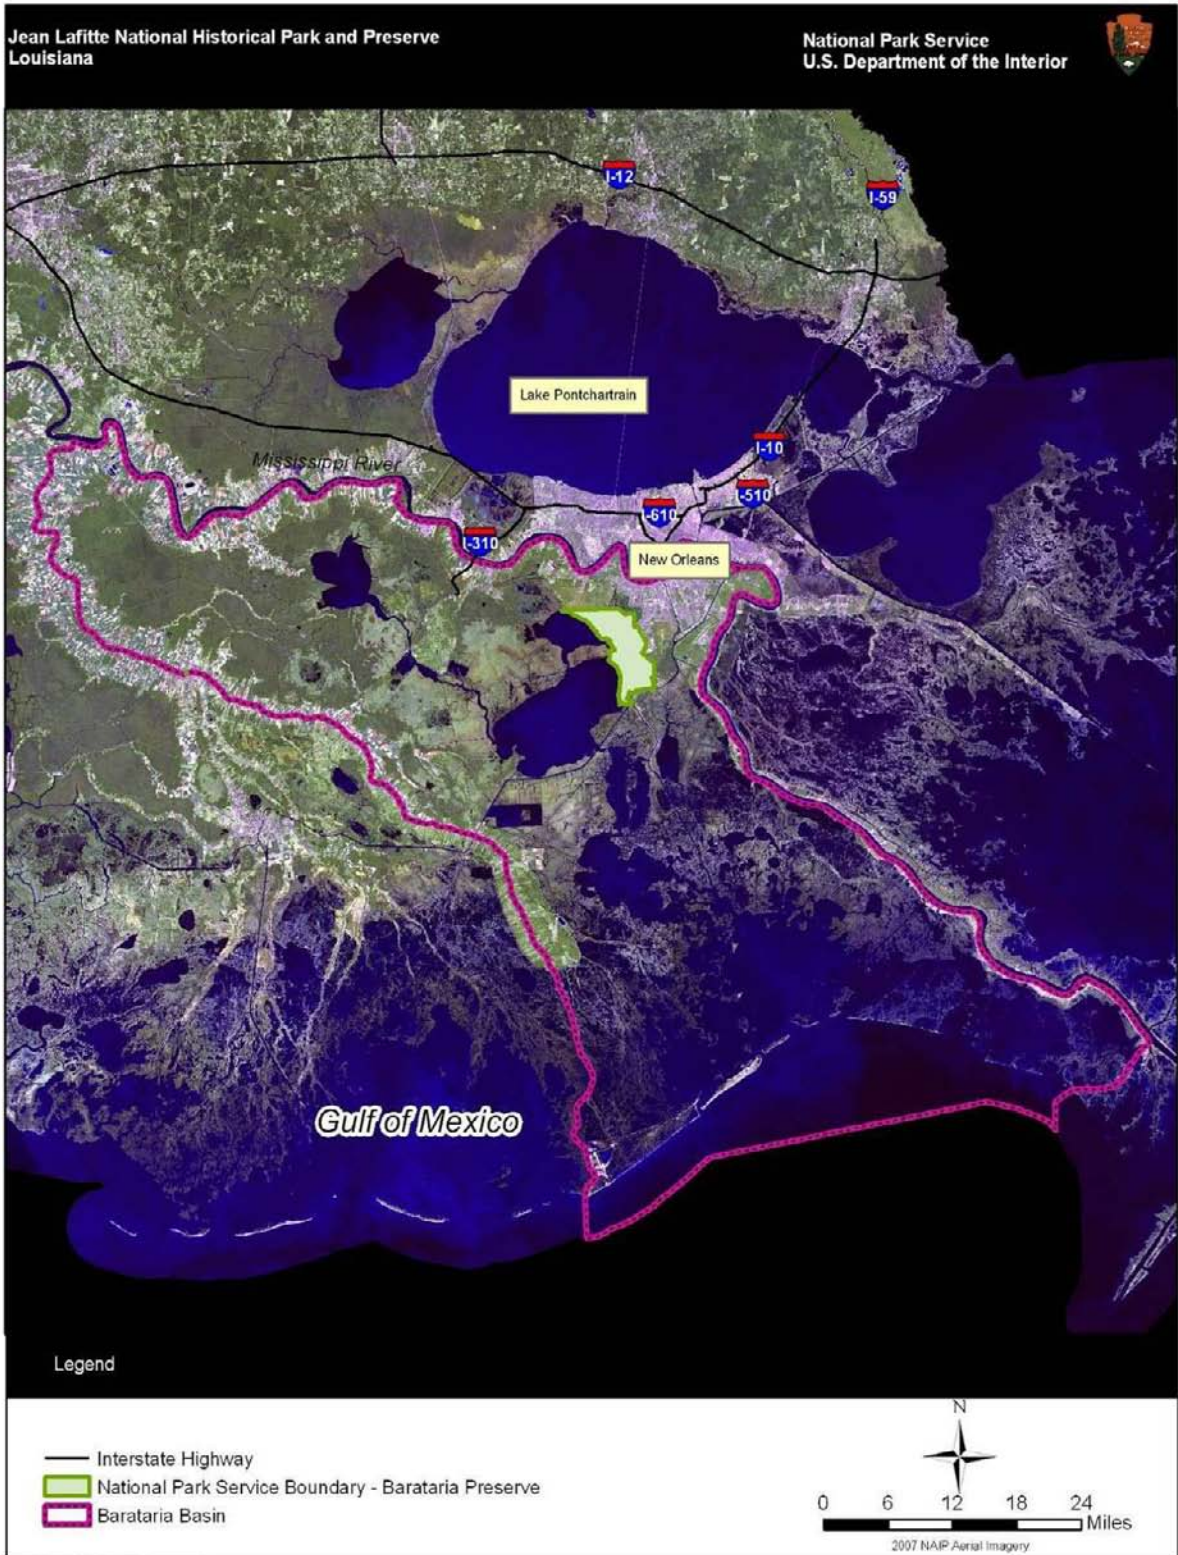 Jean Lafitte National Historical Park and Preserve
Louisiana
National Park Service
U.S. Department of the Interior
I-12
I-59
Lake Pontchartrain
I-10
Mississippi River
I-510
I-610
I-310
New Orleans
Gulf of Mexico
Legend
Interstate Highway
National Park Service Boundary - Barataria Preserve
Barataria Basin
N
0 6 12 18 24
Miles
2007 NAIP Aerial Imagery